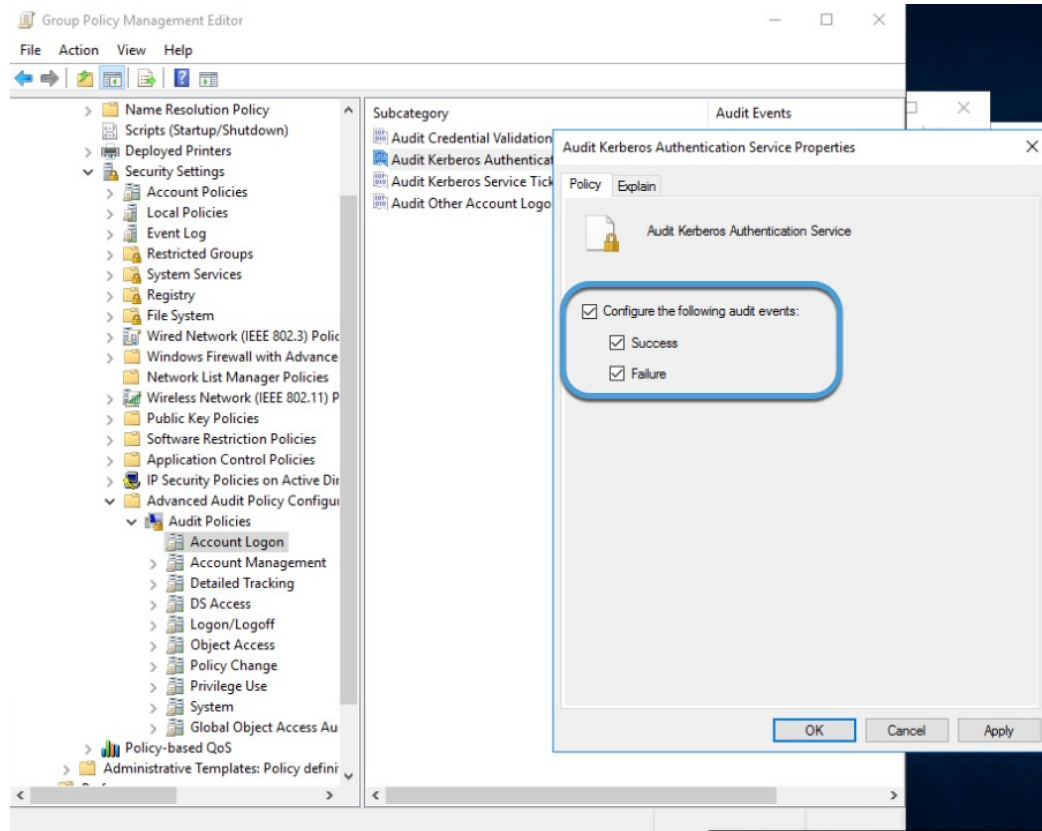 Group Policy Management Editor
File Action View Help
Name Resolution Policy
Scripts (Startup/Shutdown)
Deployed Printers
Security Settings
Account Policies
Local Policies
Event Log
Restricted Groups
System Services
Registry
File System
Wired Network (IEEE 802.3) Polic
Windows Firewall with Advance
Network List Manager Policies
Wireless Network (IEEE 802.11) P
Public Key Policies
Software Restriction Policies
Application Control Policies
IP Security Policies on Active Dir
Advanced Audit Policy Configu
Audit Policies
Account Logon
Account Management
Detailed Tracking
DS Access
Logon/Logoff
Object Access
Policy Change
Privilege Use
System
Global Object Access Au
Policy-based QoS
Administrative Templates: Policy defini
Subcategory Audit Events
Audit Credential Validation
Audit Kerberos Authenticat
Audit Kerberos Service Tick
Audit Other Account Logo
Audit Kerberos Authentication Service Properties
Policy Explain
Audit Kerberos Authentication Service
Configure the following audit events:
Success
Failure
OK Cancel Apply